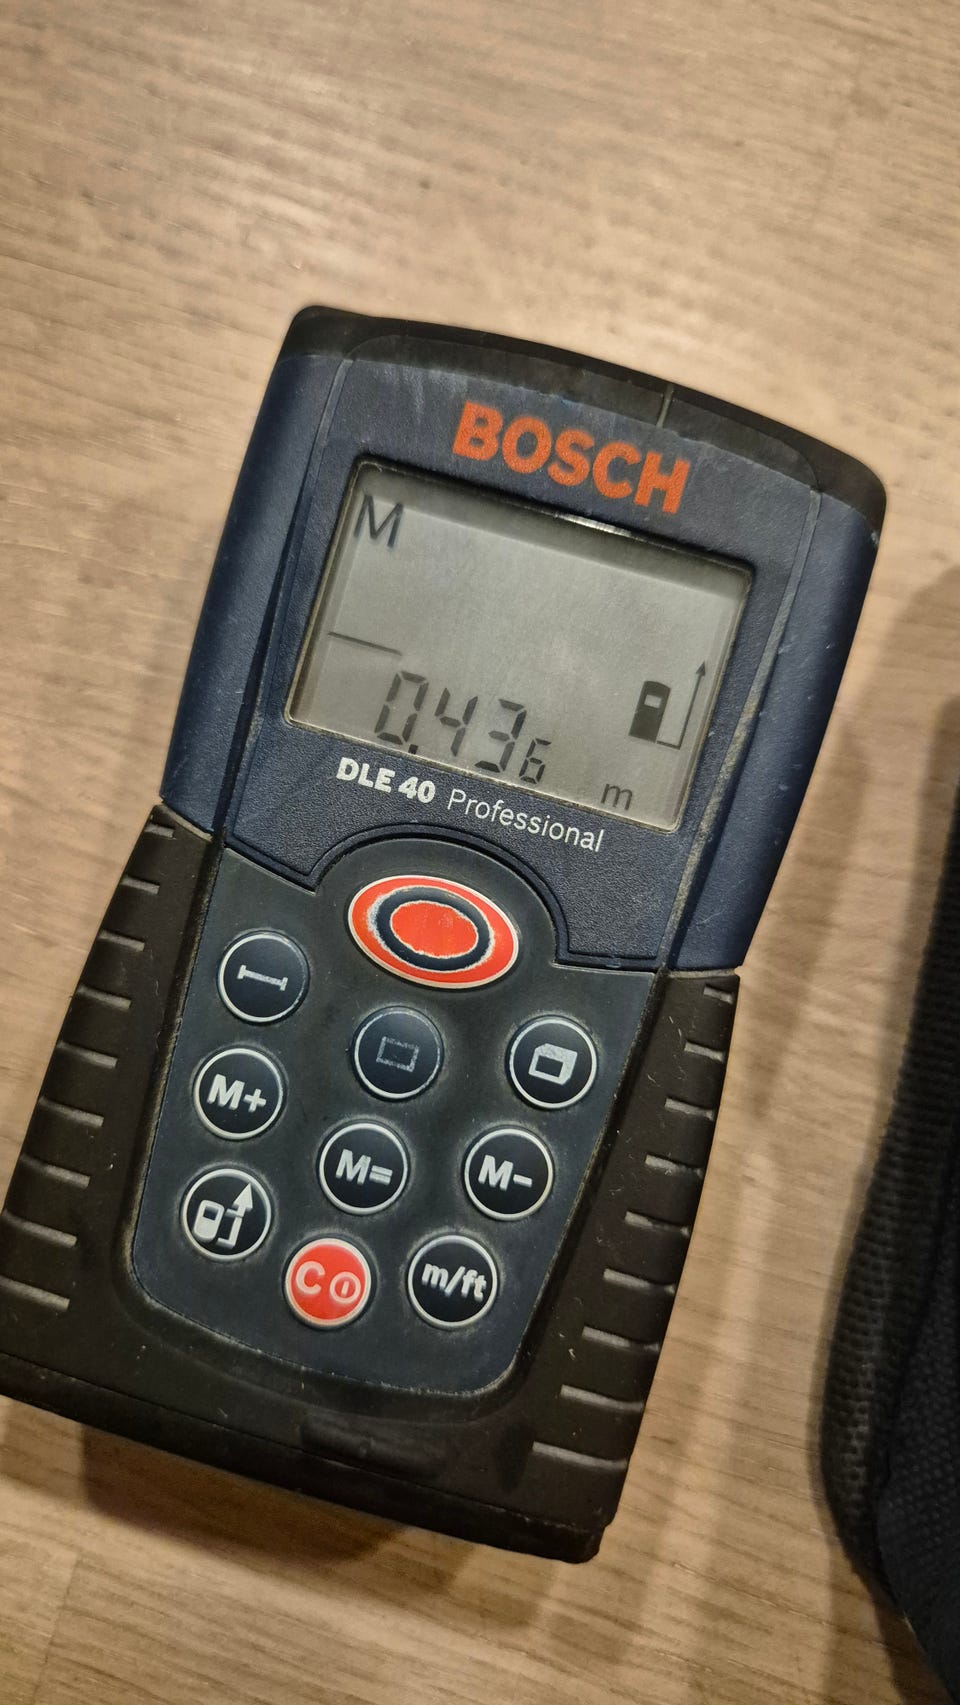 BOSCH
M
0.436 m
DLE 40 Professional
M+
M=
M-
C
m/ft